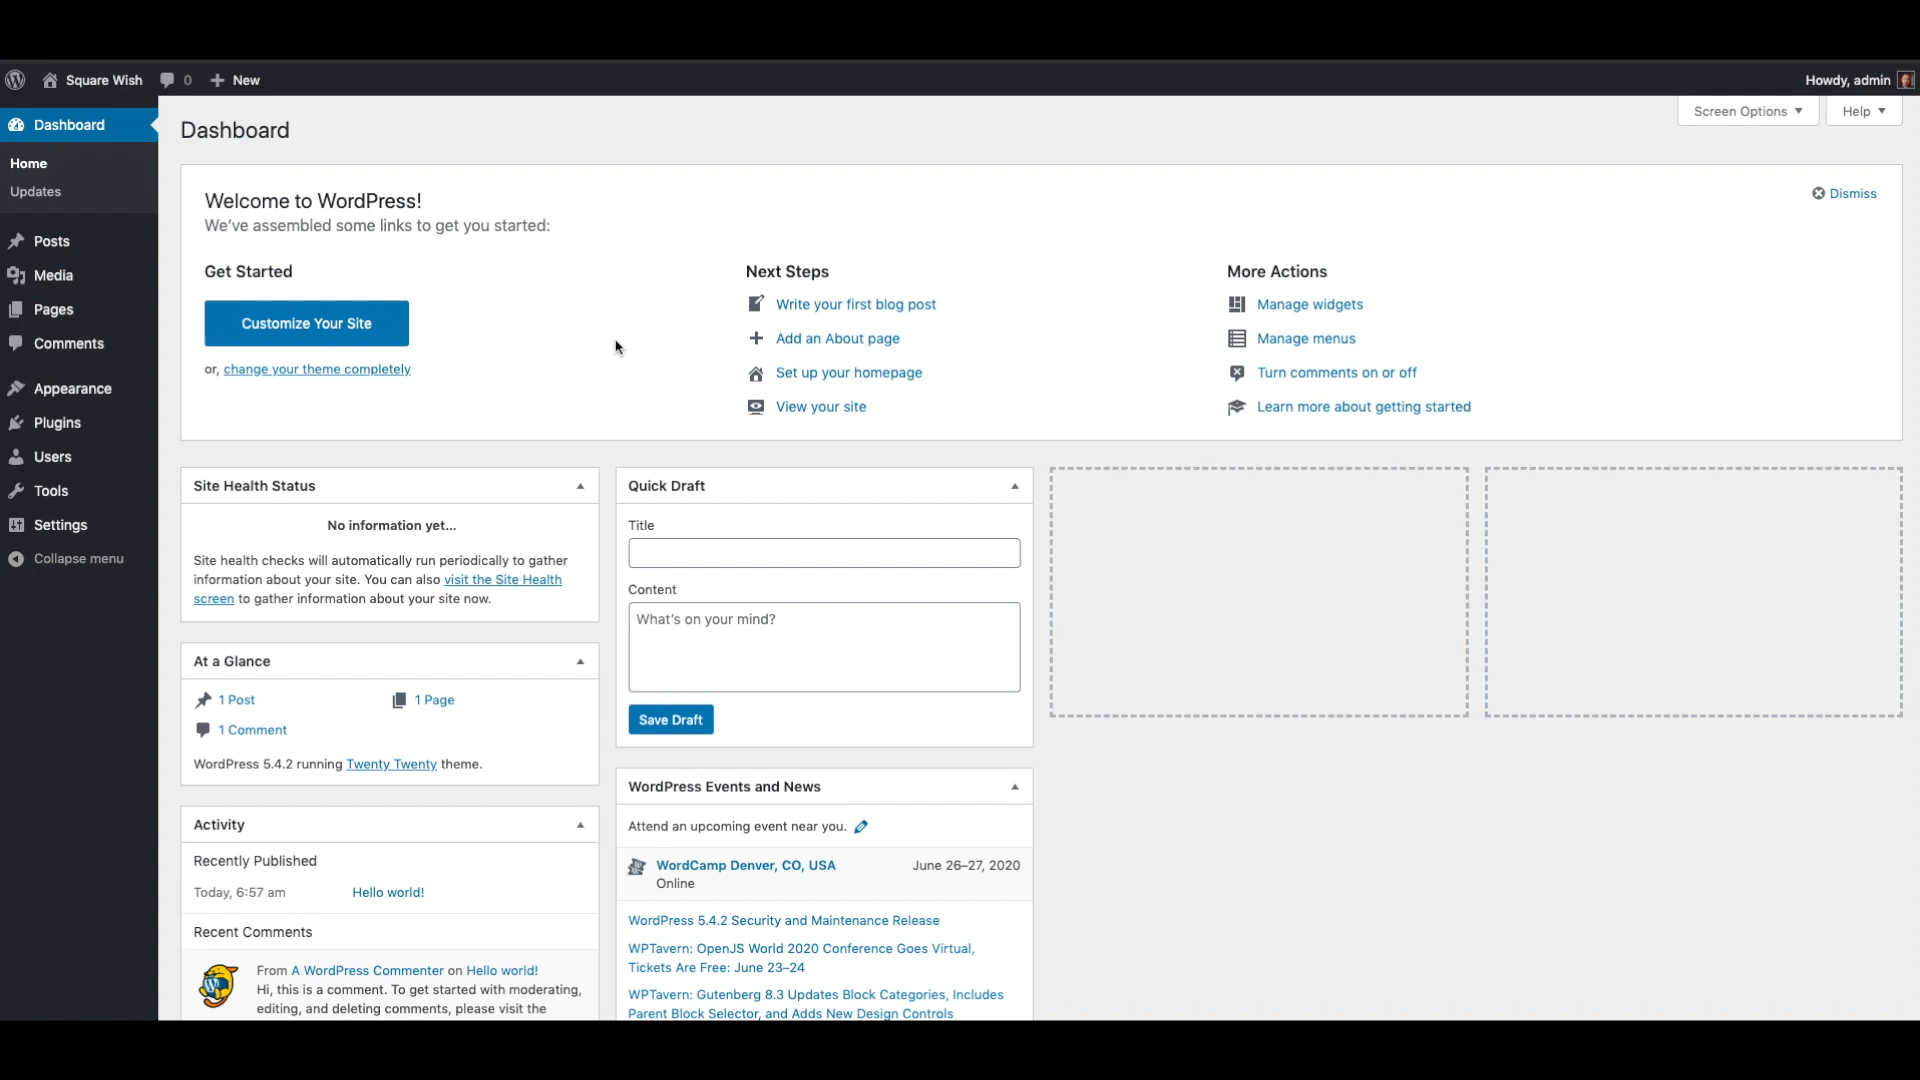 Square Wish
0
New
Howdy, admin
Dashboard
Home
Updates
Posts
Media
Pages
Comments
Appearance
Plugins
Users
Tools
Settings
Collapse menu
Dashboard
Screen Options
Help
Welcome to WordPress!
We've assembled some links to get you started:
Dismiss
Get Started
Customize Your Site
or, change your theme completely
Next Steps
Write your first blog post
Add an About page
Set up your homepage
View your site
More Actions
Manage widgets
Manage menus
Turn comments on or off
Learn more about getting started
Site Health Status
No information yet...
Site health checks will automatically run periodically to gather
information about your site. You can also visit the Site Health
screen to gather information about your site now.
At a Glance
1 Post
1 Page
1 Comment
WordPress 5.4.2 running Twenty Twenty theme.
Activity
Recently Published
Today, 6:57 am
Hello world!
Recent Comments
From A WordPress Commenter on Hello world!
Hi, this is a comment. To get started with moderating,
editing, and deleting comments, please visit the
Quick Draft
Title
Content
What's on your mind?
Save Draft
WordPress Events and News
Attend an upcoming event near you.
WordCamp Denver, CO, USA
June 26–27, 2020
Online
WordPress 5.4.2 Security and Maintenance Release
WPTavern: OpenJS World 2020 Conference Goes Virtual,
Tickets Are Free: June 23–24
WPTavern: Gutenberg 8.3 Updates Block Categories, Includes
Parent Block Selector, and Adds New Design Controls